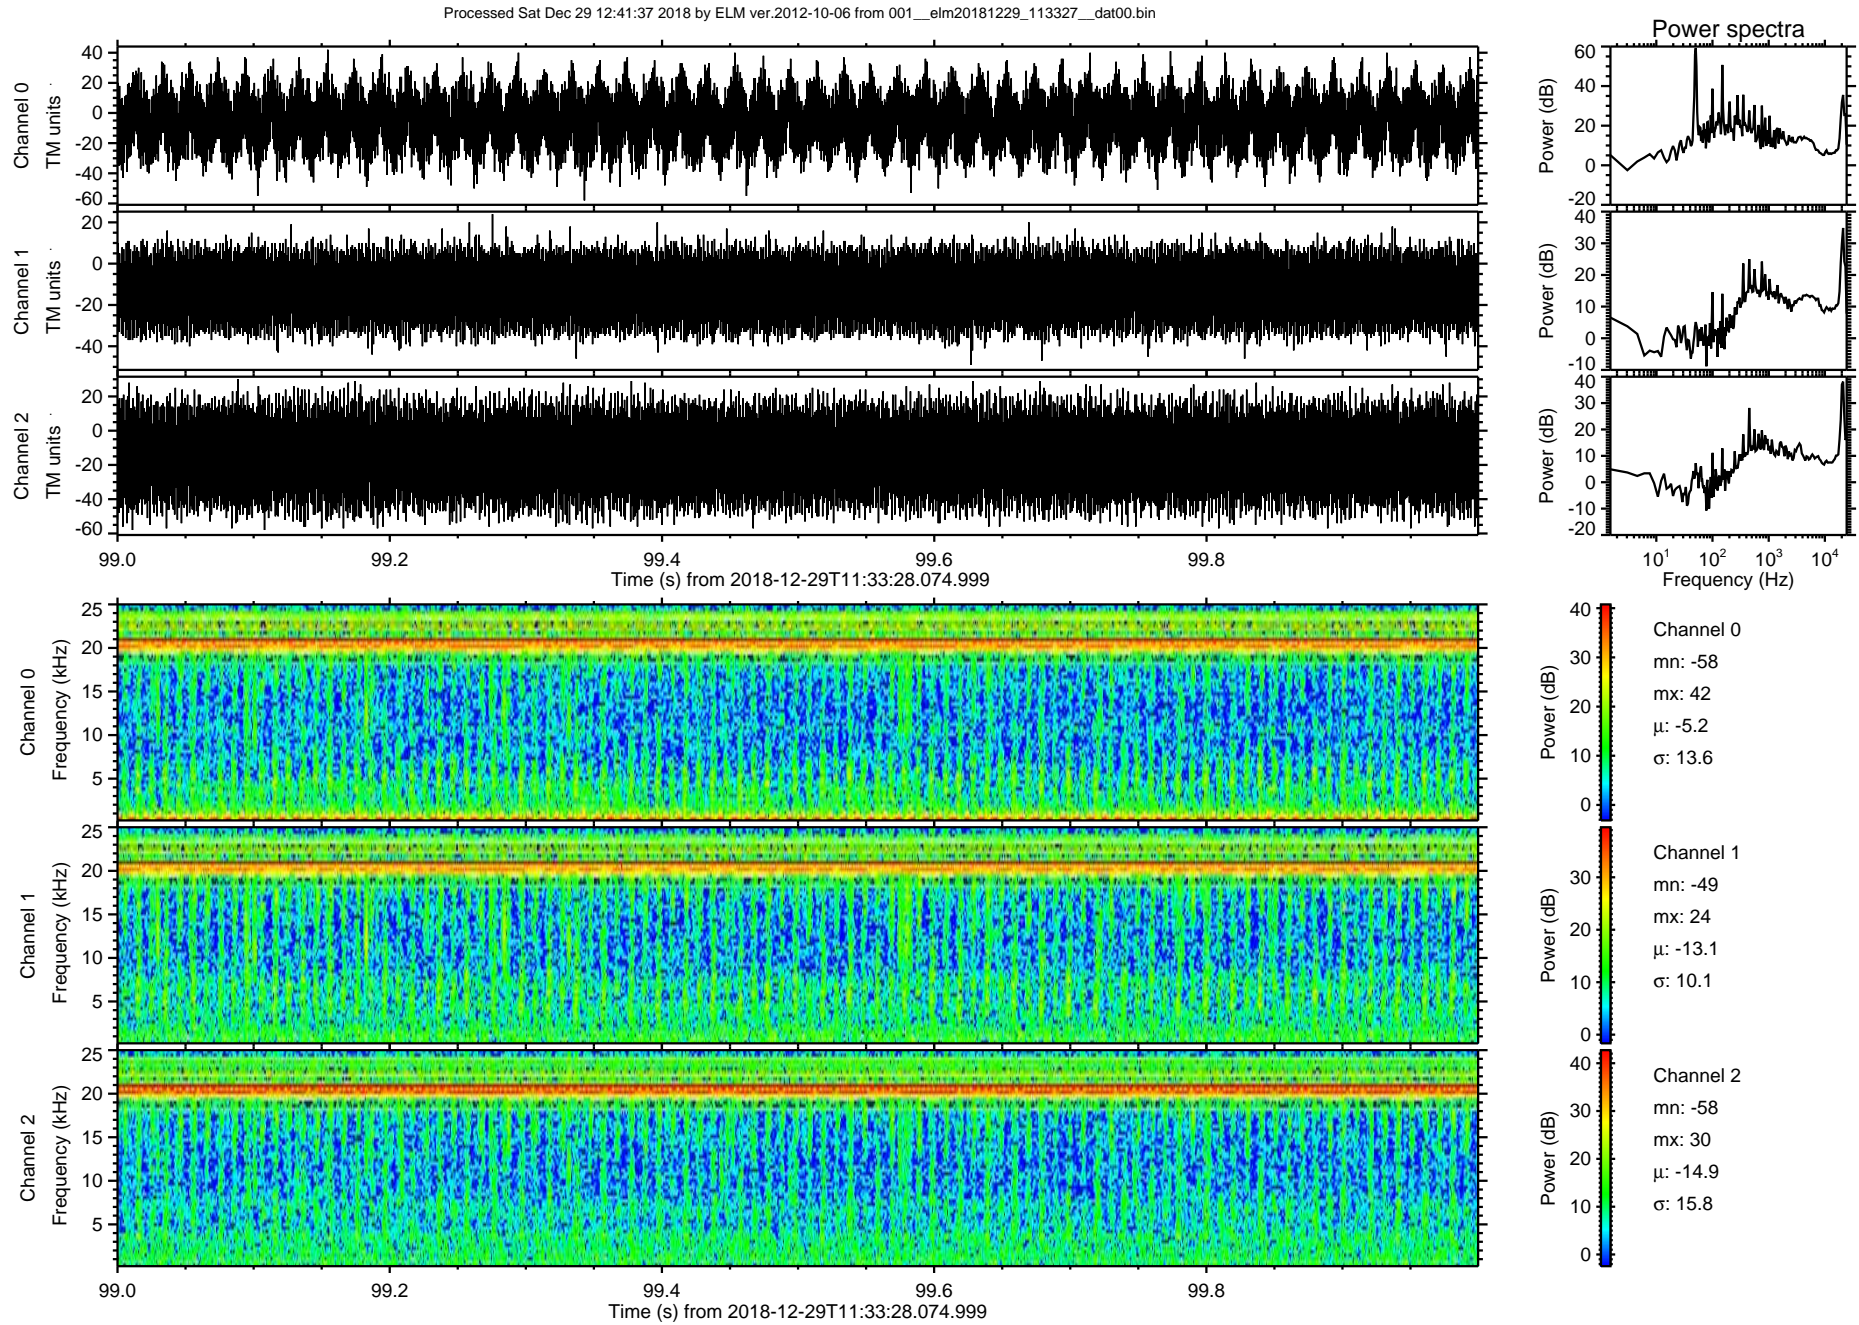 Processed Sat Dec 29 12:41:37 2018 by ELM ver.2012-10-06 from 001__elm20181229_113327__dat00.bin
Power spectra
Channel 0
TM units
40
20
0
-20
-40
-60
Power (dB)
60
40
20
0
-20
Channel 1
TM units
20
0
-20
-40
Power (dB)
40
30
20
10
0
-10
Channel 2
TM units
20
0
-20
-40
-60
Power (dB)
40
30
20
10
0
-10
-20
99.0 99.2 99.4 99.6 99.8
Time (s) from 2018-12-29T11:33:28.074.999
10¹ 10² 10³ 10⁴
Frequency (Hz)
Channel 0
Frequency (kHz)
25
20
15
10
5
Power (dB)
40
30
20
10
0
Channel 0
mn: -58
mx: 42
μ: -5.2
σ: 13.6
Channel 1
Frequency (kHz)
25
20
15
10
5
Power (dB)
30
20
10
0
Channel 1
mn: -49
mx: 24
μ: -13.1
σ: 10.1
Channel 2
Frequency (kHz)
25
20
15
10
5
Power (dB)
40
30
20
10
0
Channel 2
mn: -58
mx: 30
μ: -14.9
σ: 15.8
99.0 99.2 99.4 99.6 99.8
Time (s) from 2018-12-29T11:33:28.074.999